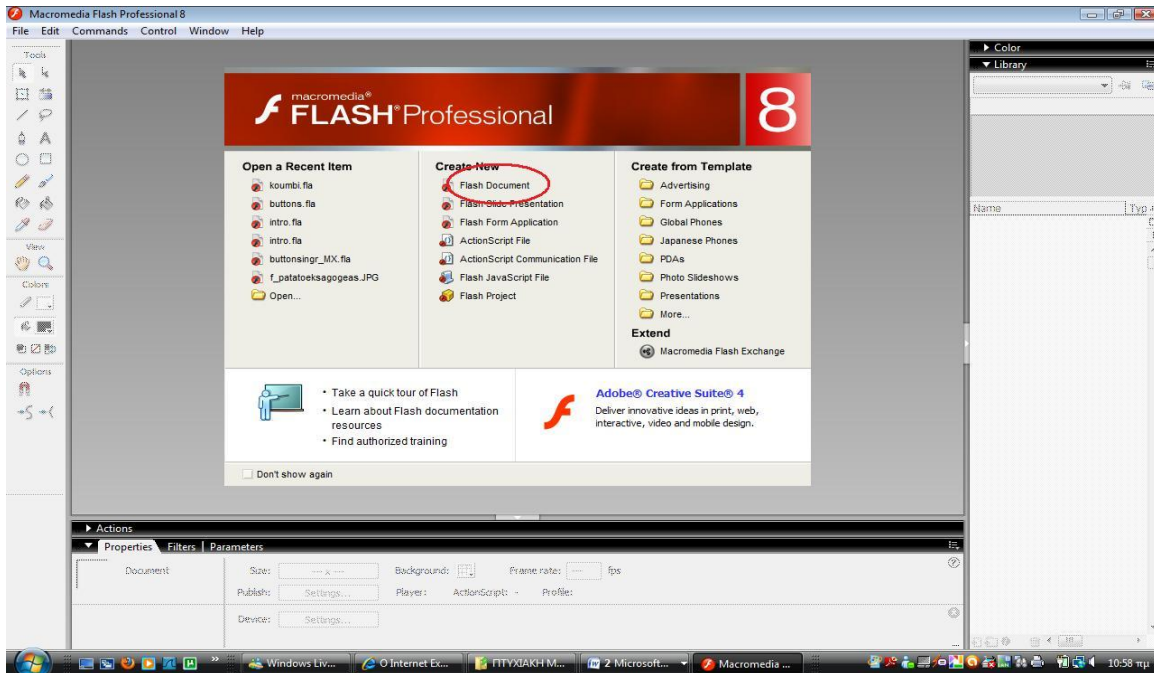 Macromedia Flash Professional 8
File Edit Commands Control Window Help
Tools
View
Colors
Options
macromedia®
FLASH® Professional 8
Open a Recent Item
koumbi.fla
buttons.fla
intro.fla
intro.fla
buttonsingr_MX.fla
f_patatoeksagogeas.JPG
Open...
Create New
Flash Document
Flash Slide Presentation
Flash Form Application
ActionScript File
ActionScript Communication File
Flash JavaScript File
Flash Project
Create from Template
Advertising
Form Applications
Global Phones
Japanese Phones
PDAs
Photo Slideshows
Presentations
More...
Extend
Macromedia Flash Exchange
• Take a quick tour of Flash
• Learn about Flash documentation
resources
• Find authorized training
Adobe® Creative Suite® 4
Deliver innovative ideas in print, web,
interactive, video and mobile design.
Don't show again
Color
Library
Name Typ
Actions
Properties Filters Parameters
Document
Size: --- x --- Background: Frame rate: --- fps
Publish: Settings... Player: ActionScript: - Profile:
Device: Settings...
Windows Liv... O Internet Ex... ΠΤΥΧΙΑΚΗ Μ... 2 Microsoft... Macromedia ... 10:58 πμ